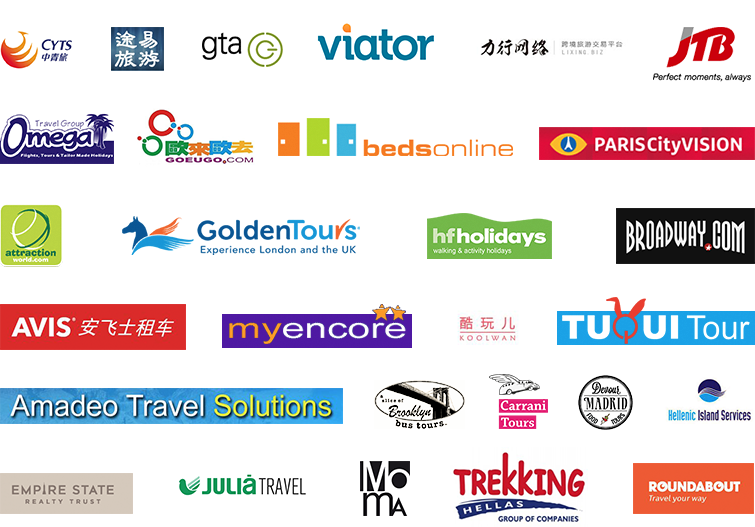 CYTS
中青旅
途易
旅游
gta
viator
力行网络
跨境旅游交易平台
LIXING.BIZ
JTB
Perfect moments, always
Travel Group
Omega
Flights, Tours & Tailor Made Holidays
歐來歐去
GOEUGO.COM
bedsonline
PARISCityVISION
attraction
world.com
GoldenTours®
Experience London and the UK
hfholidays
walking & activity holidays
BROADWAY.COM
AVIS® 安飞士租车
myencore
酷玩儿
KOOLWAN
TUQUI Tour
Amadeo Travel Solutions
a slice of
Brooklyn
bus tours.
Carrani
Tours
Devour
MADRID
FOOD TOURS
Hellenic Island Services
EMPIRE STATE
REALTY TRUST
JULIÀ TRAVEL
MoMA
TREKKING
HELLAS
GROUP OF COMPANIES
ROUNDABOUT
Travel your way